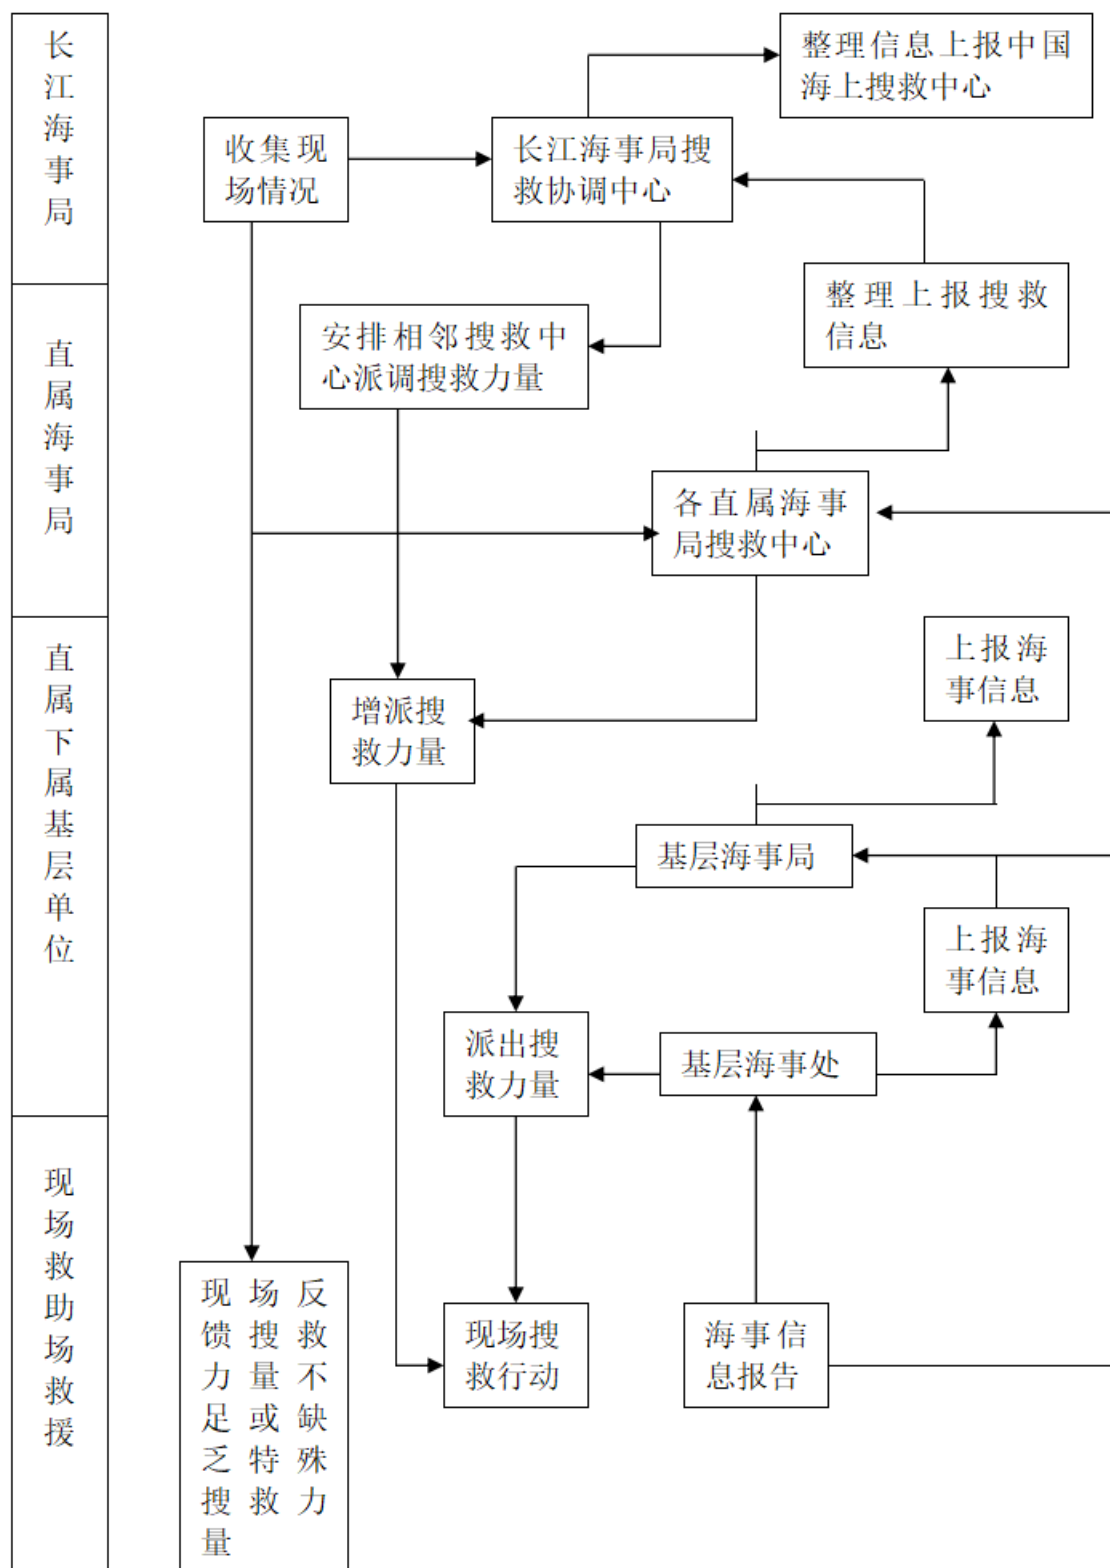 长
江
海
事
局
直
属
海
事
局
直
属
下
属
基
层
单
位
现
场
救
助
场
救
援
整理信息上报中国
海上搜救中心
收集现
场情况
长江海事局搜
救协调中心
整理上报搜救
信息
安排相邻搜救中
心派调搜救力量
各直属海事
局搜救中心
上报海
事信息
增派搜
救力量
基层海事局
上报海
事信息
派出搜
救力量
基层海事处
现场反
馈搜救
力量不
足或缺
乏特殊
搜救力
量
现场搜
救行动
海事信
息报告